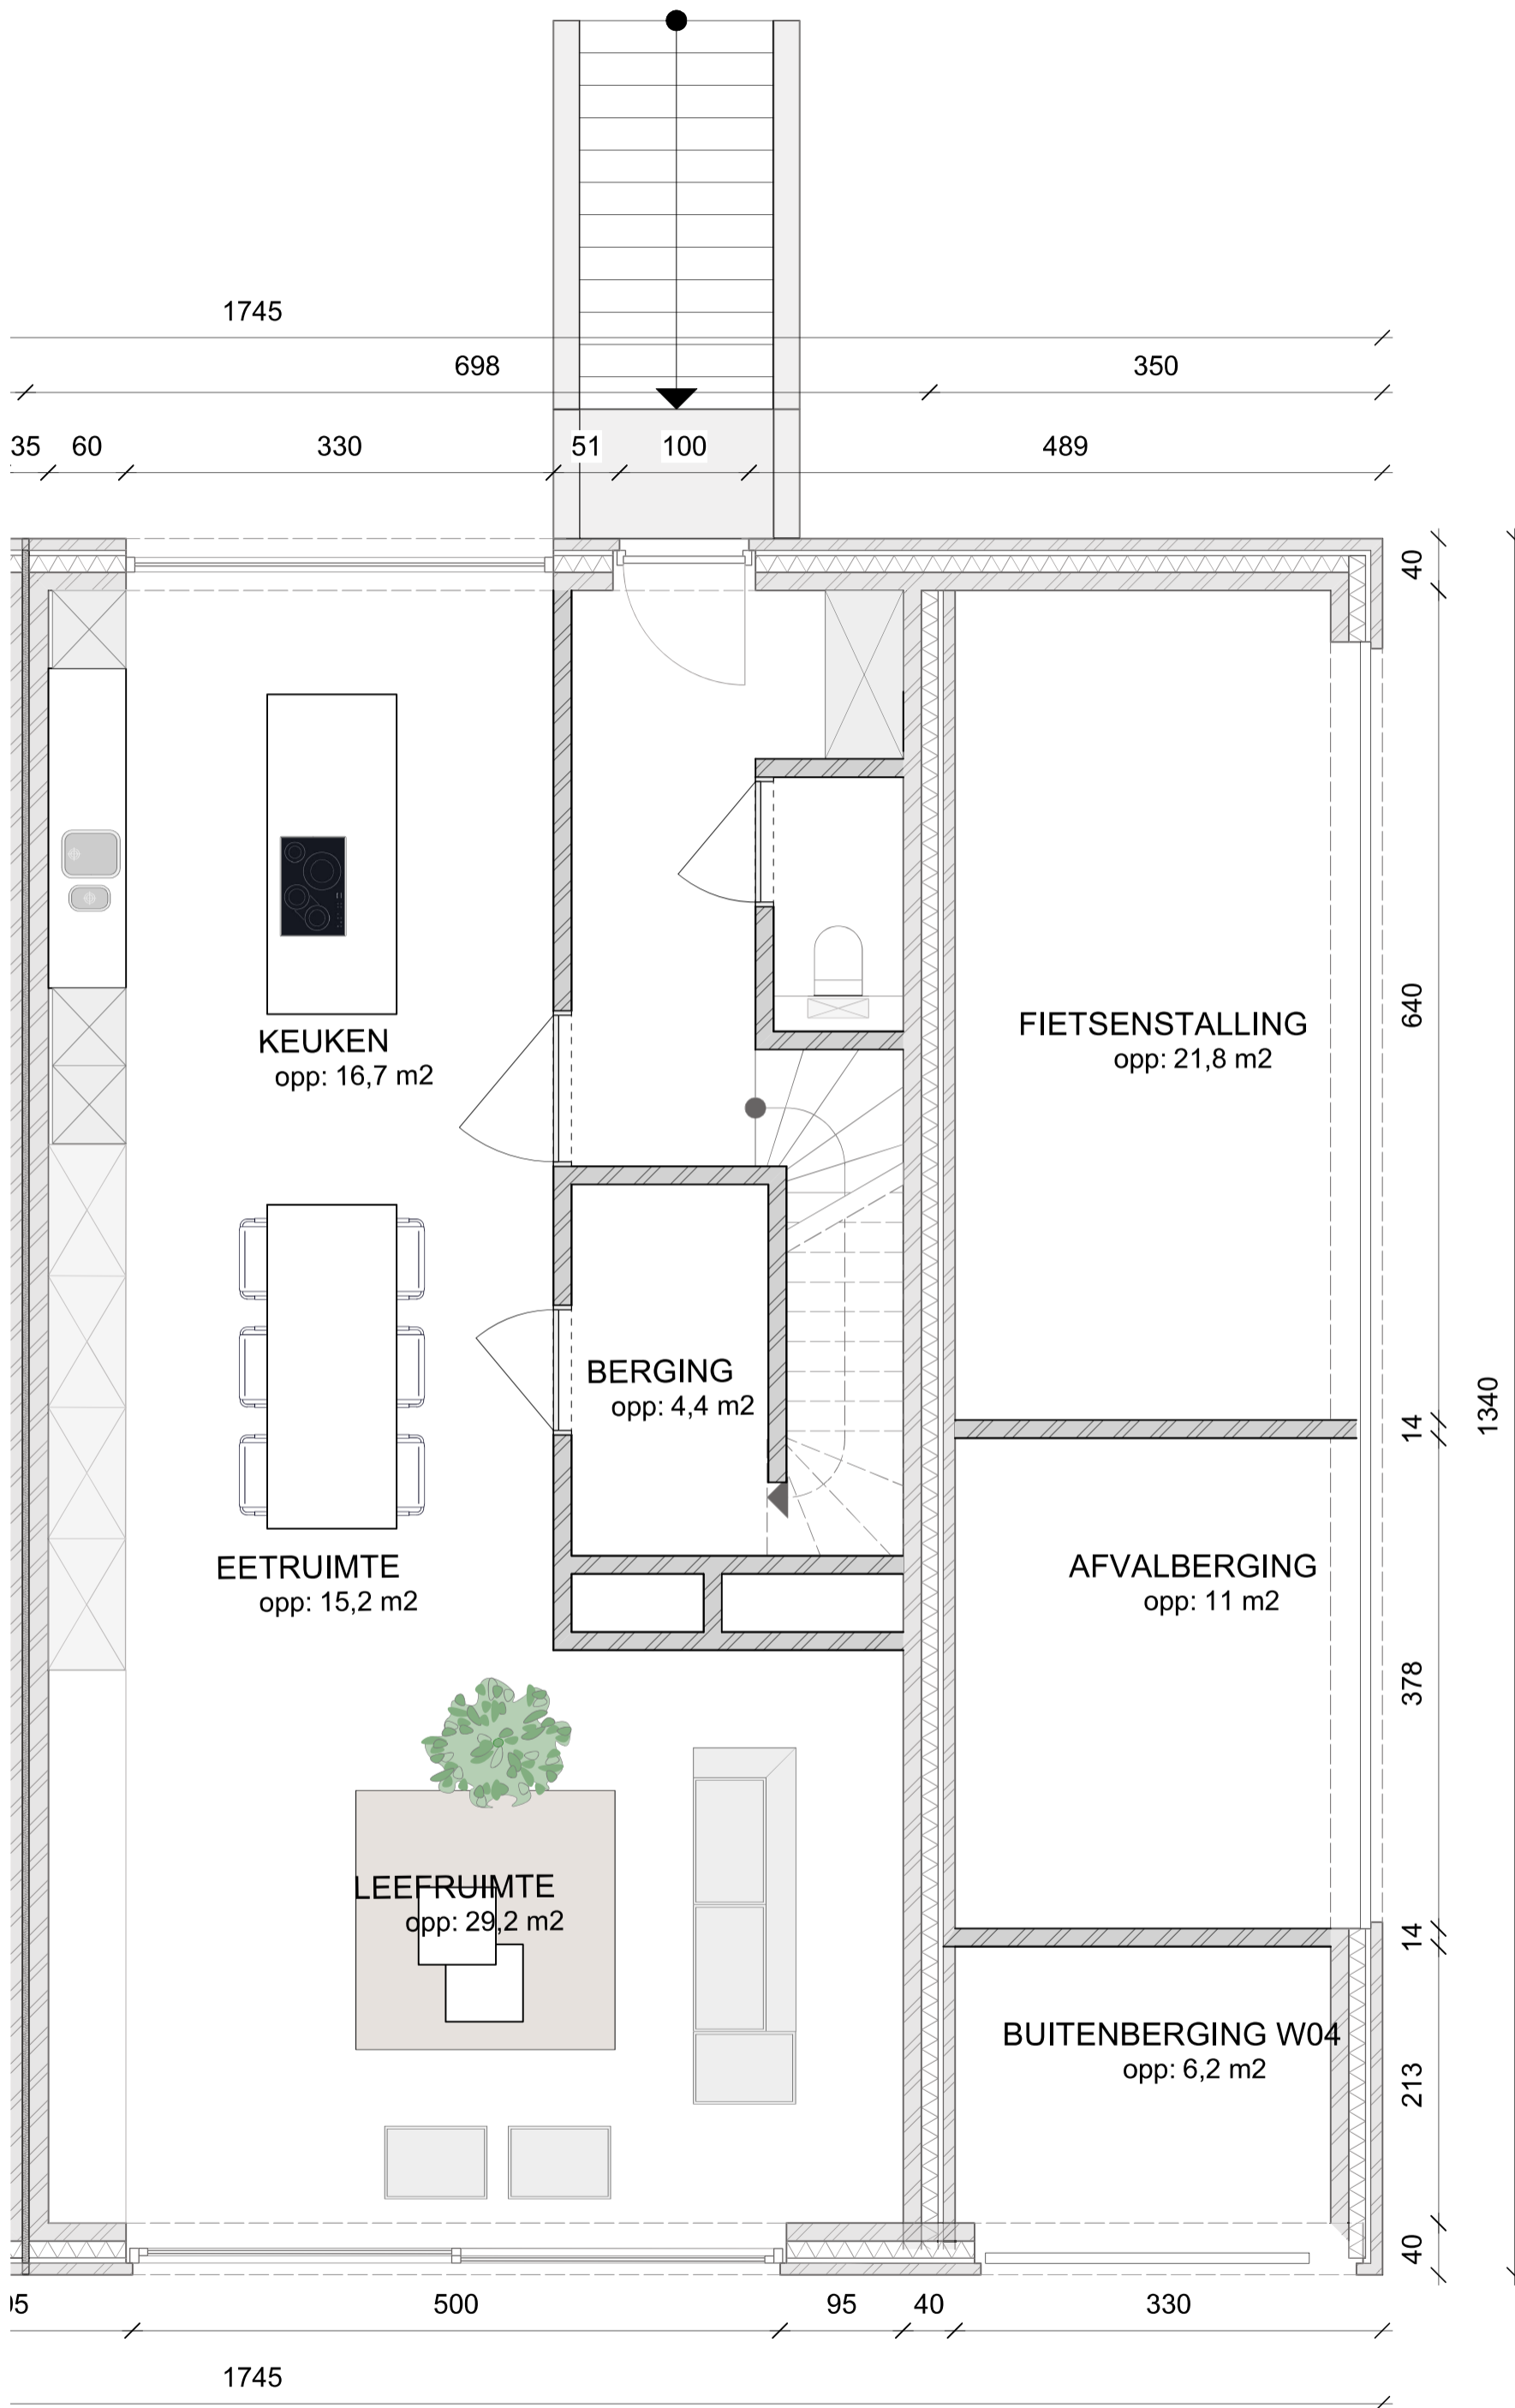 1745
698
350
35
60
330
51
100
489
40
KEUKEN
opp: 16,7 m2
FIETSENSTALLING
opp: 21,8 m2
640
BERGING
opp: 4,4 m2
14
1340
EETRUIMTE
opp: 15,2 m2
AFVALBERGING
opp: 11 m2
378
LEEFRUIMTE
opp: 29,2 m2
14
BUITENBERGING W04
opp: 6,2 m2
213
40
500
95
40
330
1745